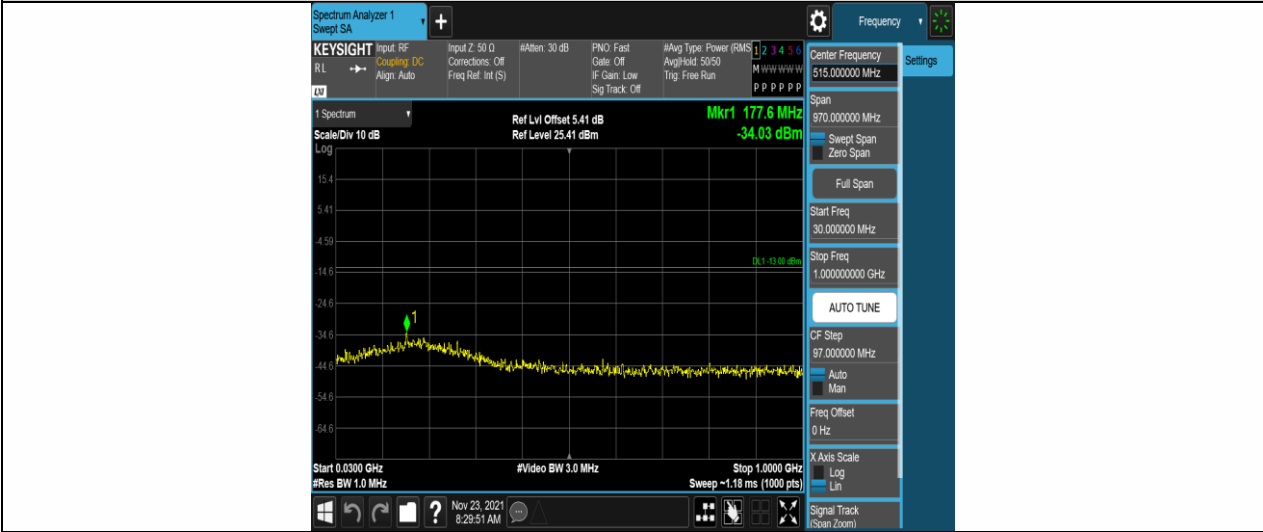 Spectrum Analyzer 1
Swept SA
+
Frequency
KEYSIGHT
RL
LXI
Input: RF
Coupling: DC
Align: Auto
Input Z: 50 Ω
Corrections: Off
Freq Ref: Int (S)
#Atten: 30 dB
PNO: Fast
Gate: Off
IF Gain: Low
Sig Track: Off
#Avg Type: Power (RMS
Avg|Hold: 50/50
Trig: Free Run
1 2 3 4 5 6
M W W W W W
P P P P P P
1 Spectrum
Scale/Div 10 dB
Log
Ref Lvl Offset 5.41 dB
Ref Level 25.41 dBm
Mkr1 177.6 MHz
-34.03 dBm
15.4
5.41
-4.59
-14.6
-24.6
-34.6
-44.6
-54.6
-64.6
DL1 -13.00 dBm
1
Start 0.0300 GHz
#Res BW 1.0 MHz
#Video BW 3.0 MHz
Stop 1.0000 GHz
Sweep ~1.18 ms (1000 pts)
Center Frequency
515.000000 MHz
Span
970.000000 MHz
Swept Span
Zero Span
Full Span
Start Freq
30.000000 MHz
Stop Freq
1.000000000 GHz
AUTO TUNE
CF Step
97.000000 MHz
Auto
Man
Freq Offset
0 Hz
X Axis Scale
Log
Lin
Signal Track
(Span Zoom)
Settings
?
Nov 23, 2021
8:29:51 AM